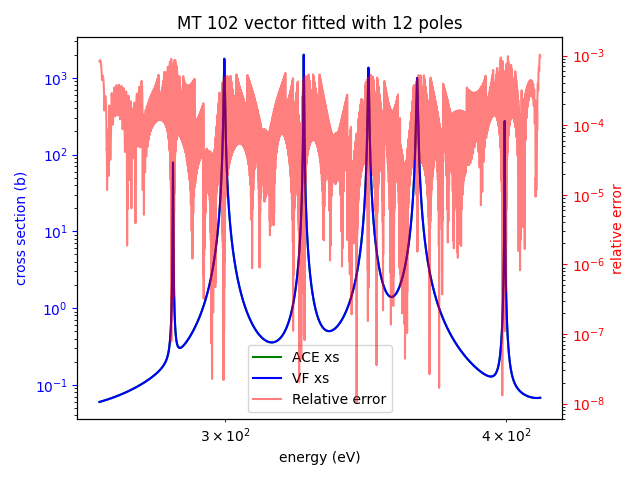 MT 102 vector fitted with 12 poles
10³
10²
10¹
10⁰
10⁻¹
cross section (b)
10⁻³
10⁻⁴
10⁻⁵
10⁻⁶
10⁻⁷
10⁻⁸
relative error
ACE xs
VF xs
Relative error
3 × 10²
4 × 10²
energy (eV)